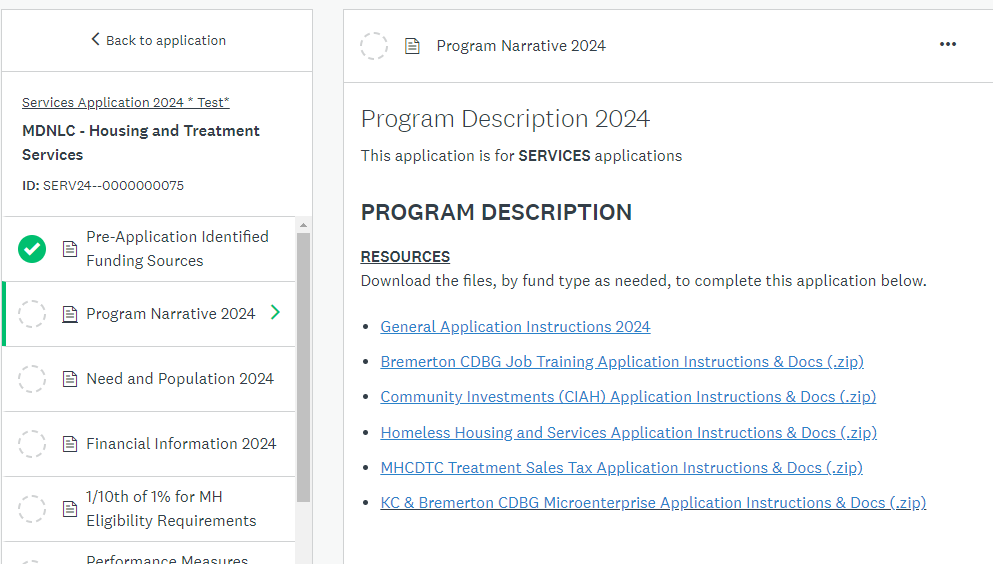 Back to application
Services Application 2024 * Test*
MDNLC - Housing and Treatment
Services
ID: SERV24--0000000075
Pre-Application Identified
Funding Sources
Program Narrative 2024
Need and Population 2024
Financial Information 2024
1/10th of 1% for MH
Eligibility Requirements
Performance Measures
Program Narrative 2024
Program Description 2024
This application is for SERVICES applications
PROGRAM DESCRIPTION
RESOURCES
Download the files, by fund type as needed, to complete this application below.
General Application Instructions 2024
Bremerton CDBG Job Training Application Instructions & Docs (.zip)
Community Investments (CIAH) Application Instructions & Docs (.zip)
Homeless Housing and Services Application Instructions & Docs (.zip)
MHCDTC Treatment Sales Tax Application Instructions & Docs (.zip)
KC & Bremerton CDBG Microenterprise Application Instructions & Docs (.zip)